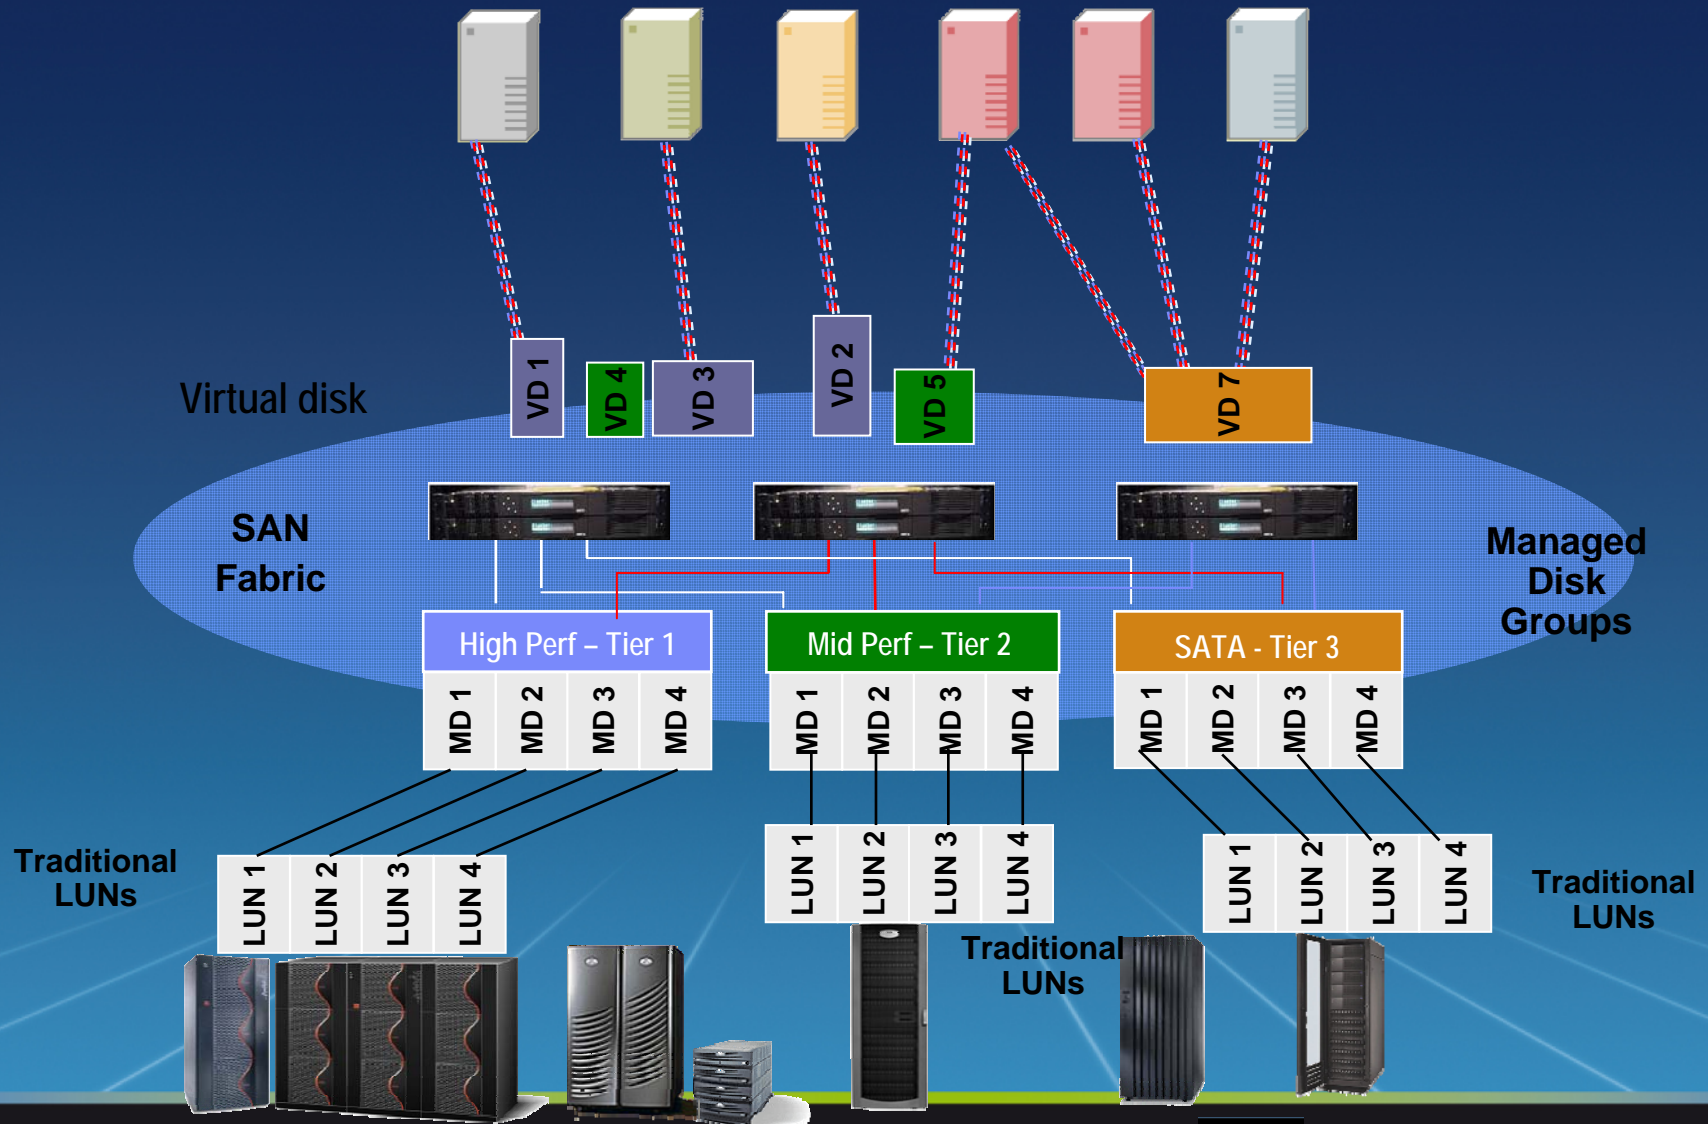 VD 1
VD 4
VD 3
VD 2
VD 5
VD 7
Virtual disk
SAN
Fabric
Managed
Disk
Groups
High Perf – Tier 1
Mid Perf – Tier 2
SATA - Tier 3
MD 1
MD 2
MD 3
MD 4
MD 1
MD 2
MD 3
MD 4
MD 1
MD 2
MD 3
MD 4
Traditional
LUNs
LUN 1
LUN 2
LUN 3
LUN 4
LUN 1
LUN 2
LUN 3
LUN 4
Traditional
LUNs
LUN 1
LUN 2
LUN 3
LUN 4
Traditional
LUNs